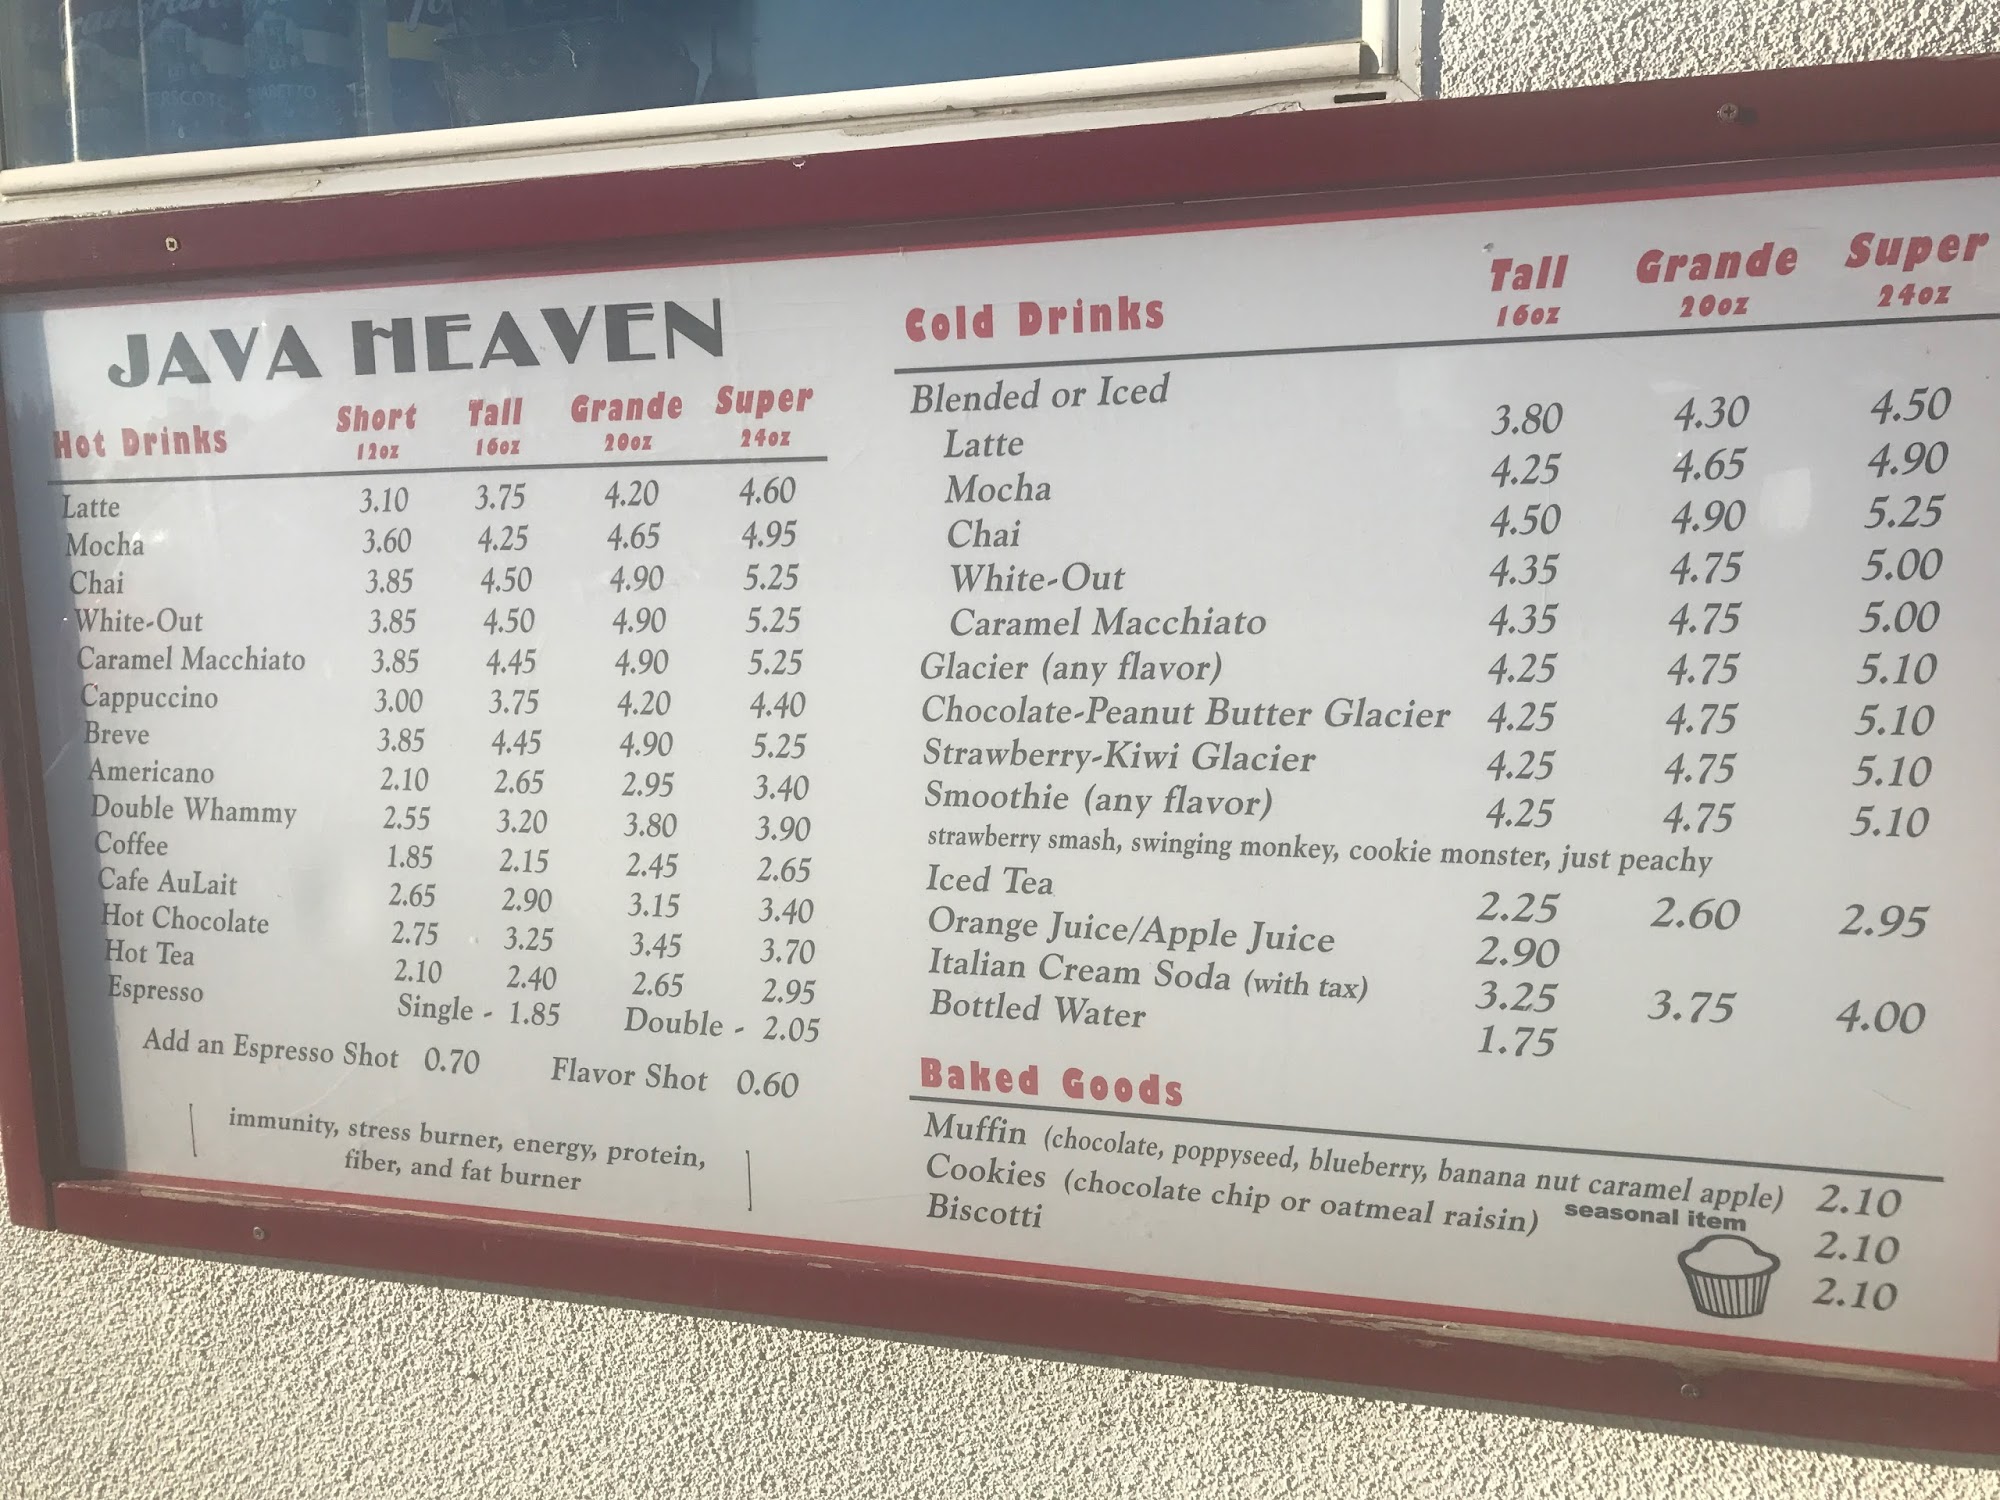 JAVA HEAVEN
Hot Drinks Short 12oz Tall 16oz Grande 20oz Super 24oz
Latte 3.10 3.75 4.20 4.60
Mocha 3.60 4.25 4.65 4.95
Chai 3.85 4.50 4.90 5.25
White-Out 3.85 4.50 4.90 5.25
Caramel Macchiato 3.85 4.45 4.90 5.25
Cappuccino 3.00 3.75 4.20 4.40
Breve 3.85 4.45 4.90 5.25
Americano 2.10 2.65 2.95 3.40
Double Whammy 2.55 3.20 3.80 3.90
Coffee 1.85 2.15 2.45 2.65
Cafe AuLait 2.65 2.90 3.15 3.40
Hot Chocolate 2.75 3.25 3.45 3.70
Hot Tea 2.10 2.40 2.65 2.95
Espresso Single - 1.85 Double - 2.05
Add an Espresso Shot 0.70 Flavor Shot 0.60
immunity, stress burner, energy, protein,
fiber, and fat burner
Cold Drinks Tall 16oz Grande 20oz Super 24oz
Blended or Iced
Latte 3.80 4.30 4.50
Mocha 4.25 4.65 4.90
Chai 4.50 4.90 5.25
White-Out 4.35 4.75 5.00
Caramel Macchiato 4.35 4.75 5.00
Glacier (any flavor) 4.25 4.75 5.10
Chocolate-Peanut Butter Glacier 4.25 4.75 5.10
Strawberry-Kiwi Glacier 4.25 4.75 5.10
Smoothie (any flavor) 4.25 4.75 5.10
strawberry smash, swinging monkey, cookie monster, just peachy
Iced Tea 2.25 2.60 2.95
Orange Juice/Apple Juice 2.90
Italian Cream Soda (with tax) 3.25 3.75 4.00
Bottled Water 1.75
Baked Goods
Muffin (chocolate, poppyseed, blueberry, banana nut caramel apple) 2.10
Cookies (chocolate chip or oatmeal raisin) seasonal item 2.10
Biscotti 2.10